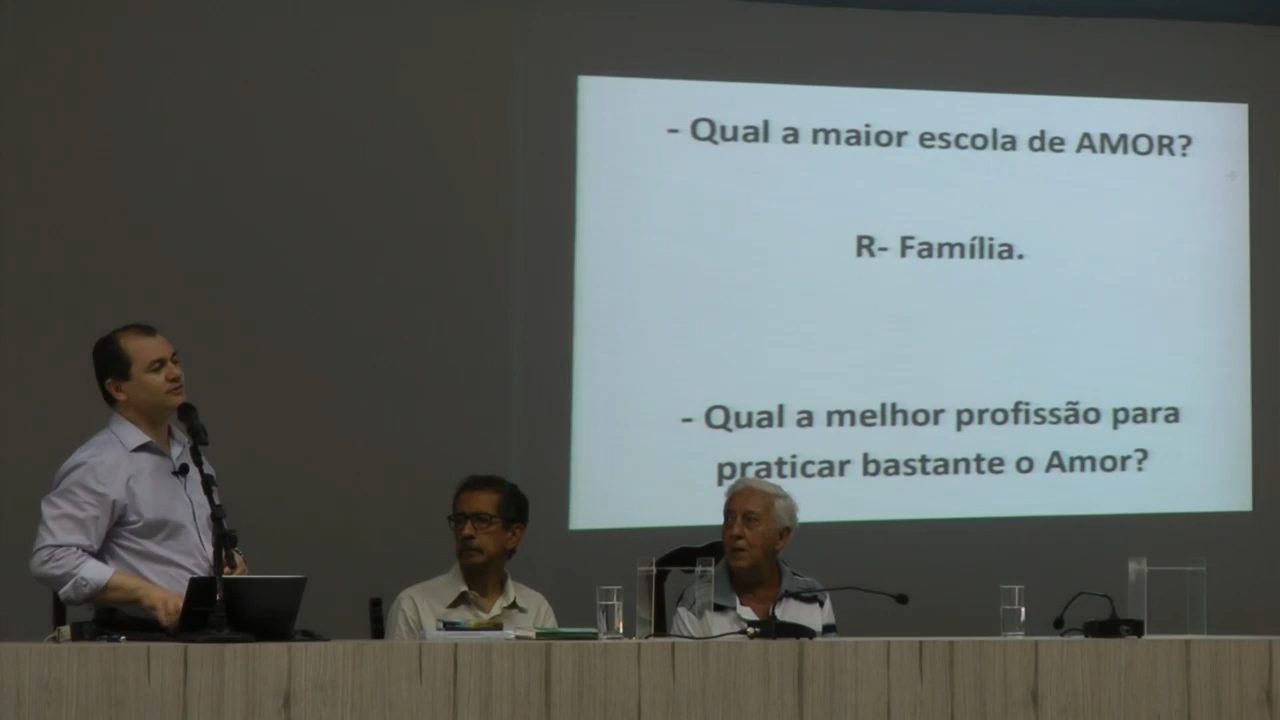 - Qual a maior escola de AMOR?
R- Família.
- Qual a melhor profissão para
praticar bastante o Amor?